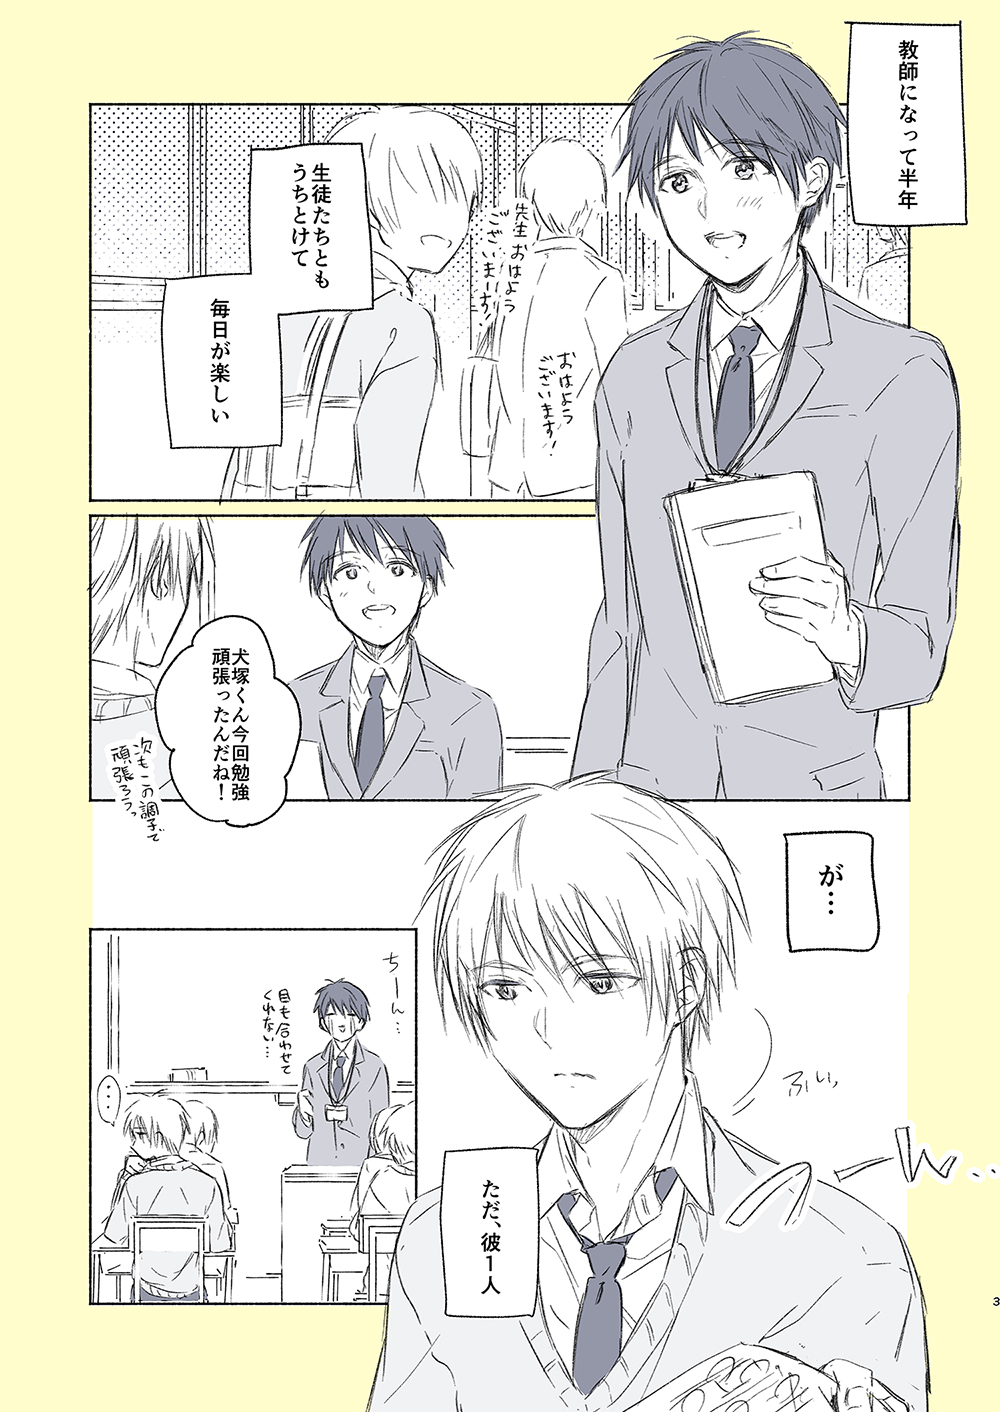 教師になって半年
先生おはよう
ございまーす!
おはよう
ございます!
生徒たちとも
うちとけて
毎日が楽しい
犬塚くん今回勉強
頑張ったんだね!
次もこの調子で
頑張ろうっ
が…
ふいっ
つーん…
ただ、彼1人
ちーん…
目も合わせて
くれない…
…
3